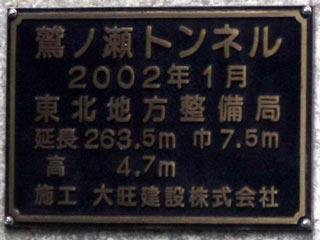 鷲ノ瀬トンネル
2002年1月
東北地方整備局
延長263.5m 巾7.5m
高 4.7m
施工 大旺建設株式会社